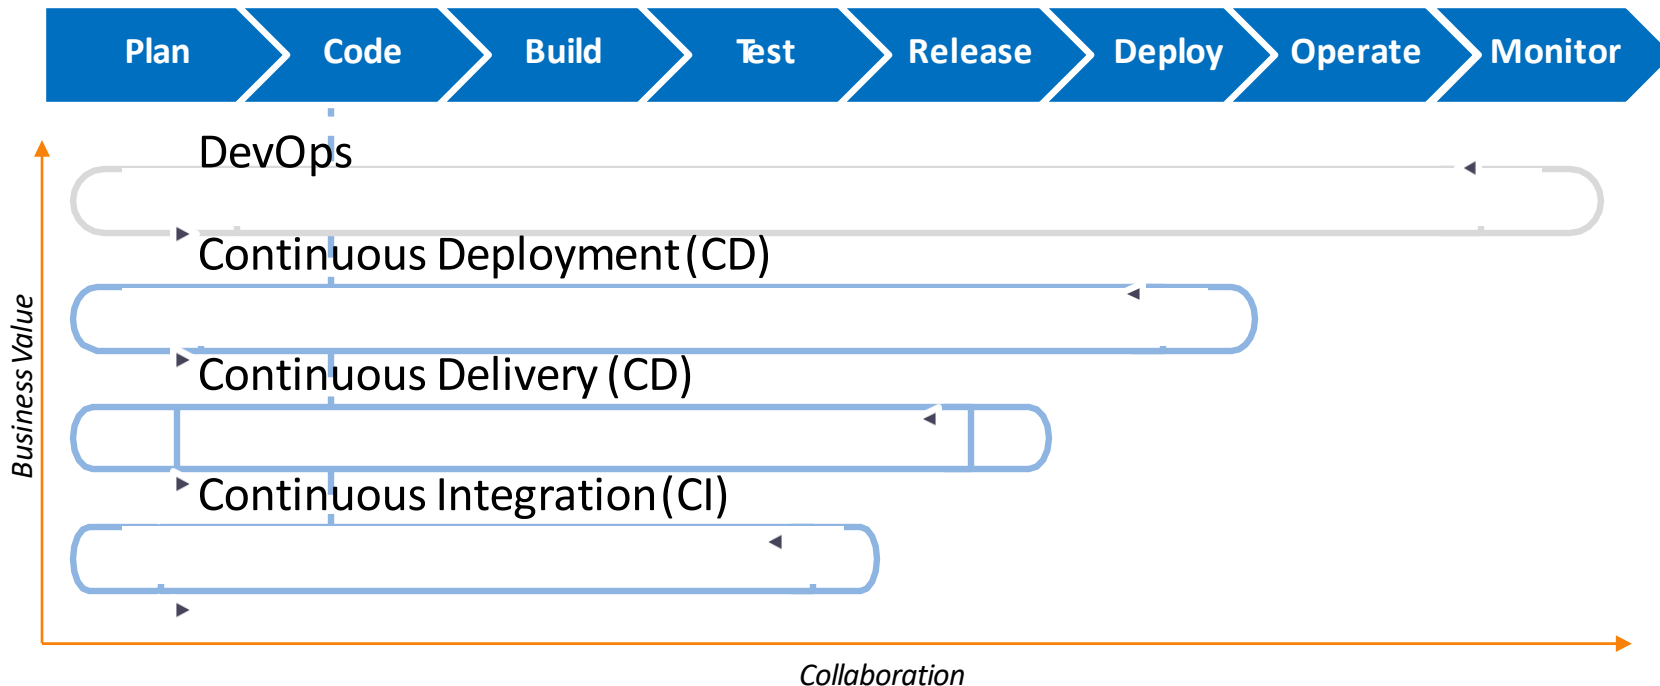 Plan Code Build Test Release Deploy Operate Monitor
DevOps
Continuous Deployment (CD)
Continuous Delivery (CD)
Continuous Integration (CI)
Business Value
Collaboration